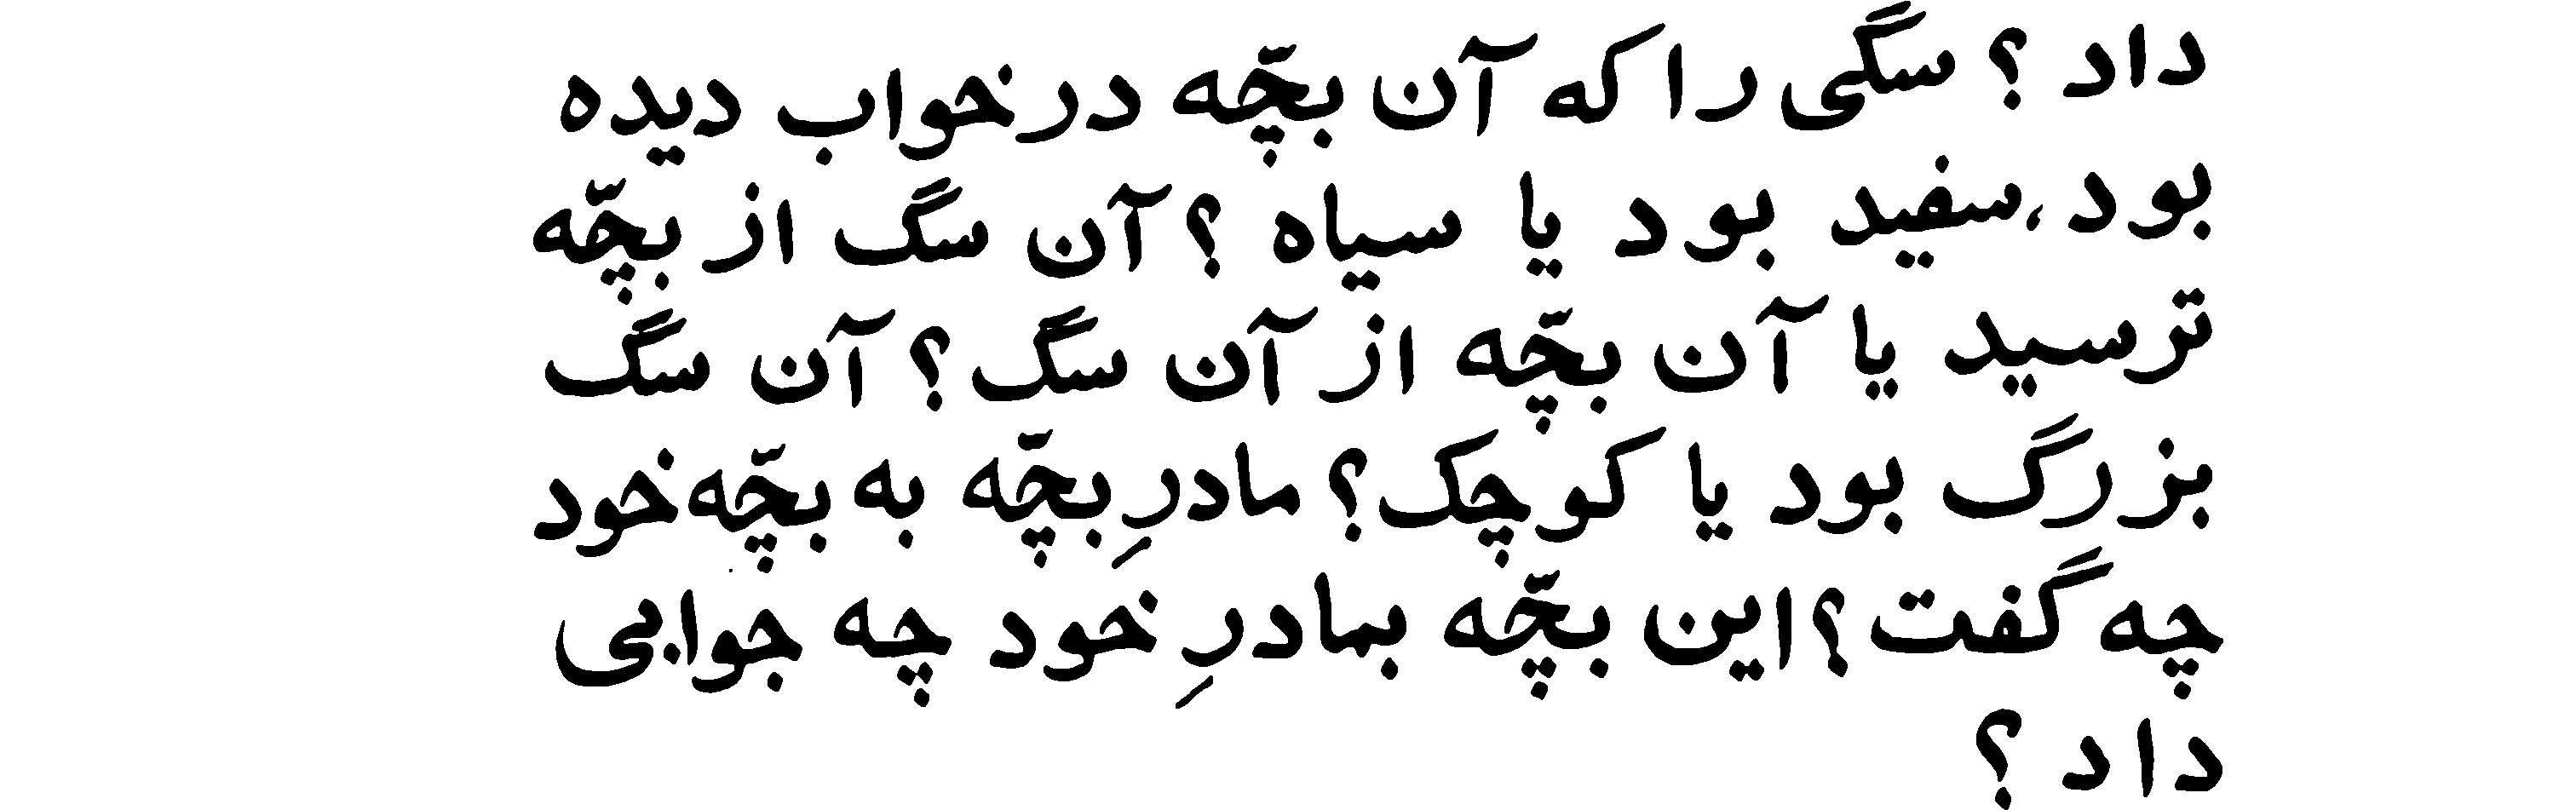 داد ؟ سگی را که آن بچّه در خواب دیده
بود، سفید بود یا سیاه ؟ آن سگ از بچّه
ترسید یا آن بچّه از آن سگ ؟ آن سگ
بزرگ بود یا کوچک؟ مادرِ بچّه به بچّه خود
چه گفت؟ این بچّه بمادرِ خود چه جوابی
داد ؟